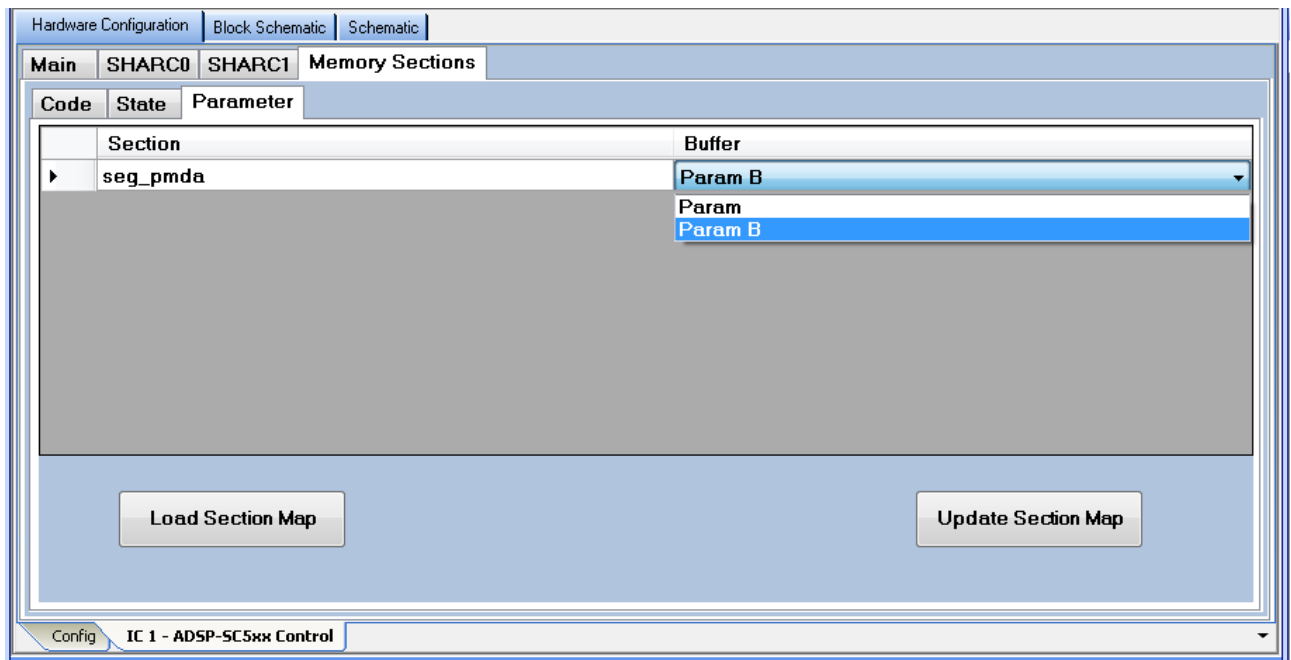 Hardware Configuration Block Schematic Schematic
Main SHARC0 SHARC1 Memory Sections
Code State Parameter
Section Buffer
seg_pmda Param B
Param
Param B
Load Section Map Update Section Map
Config IC 1 - ADSP-SC5xx Control